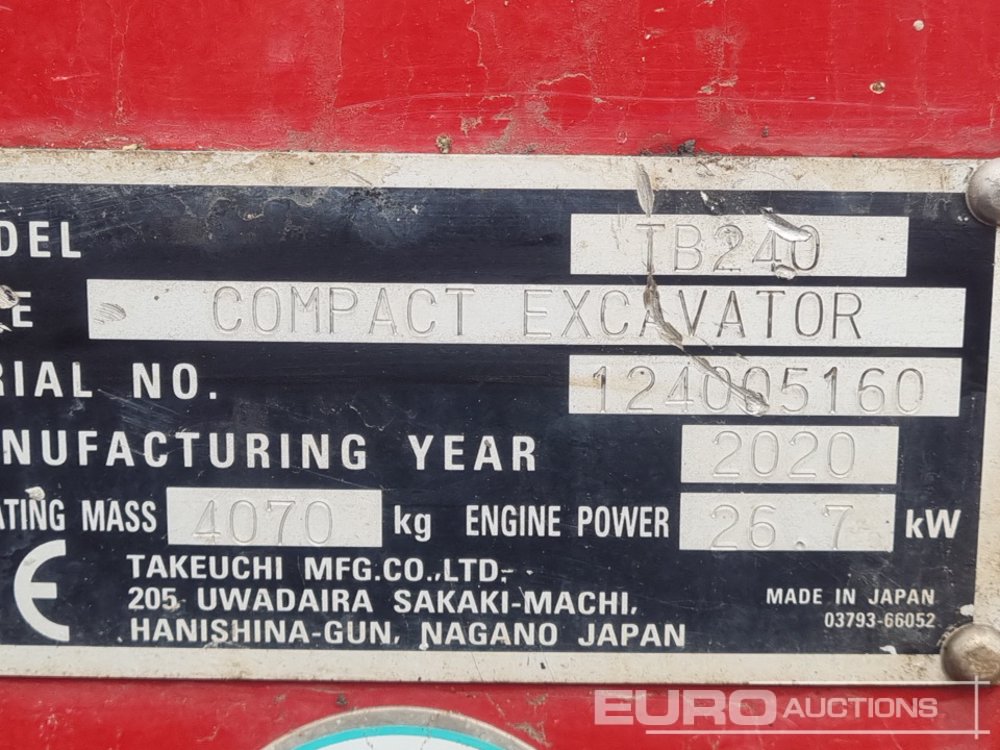 DEL TB240
E COMPACT EXCAVATOR
RIAL NO. 124005160
NUFACTURING YEAR 2020
ATING MASS 4070 kg ENGINE POWER 26.7 kW
CE TAKEUCHI MFG.CO.,LTD.
205 UWADAIRA SAKAKI-MACHI, MADE IN JAPAN
HANISHINA-GUN, NAGANO JAPAN 03793-66052
EURO AUCTIONS